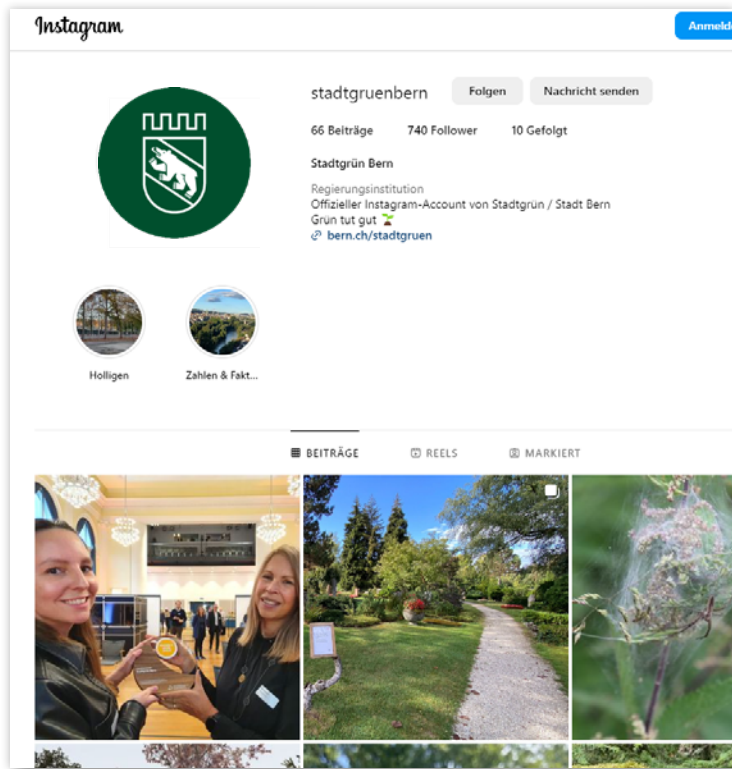 Instagram
Anmelde
stadtgruenbern
Folgen
Nachricht senden
66 Beiträge
740 Follower
10 Gefolgt
Stadtgrün Bern
Regierungsinstitution
Offizieller Instagram-Account von Stadtgrün / Stadt Bern
Grün tut gut 🌱
bern.ch/stadtgruen
Holligen
Zahlen & Fakt...
BEITRÄGE
REELS
MARKIERT